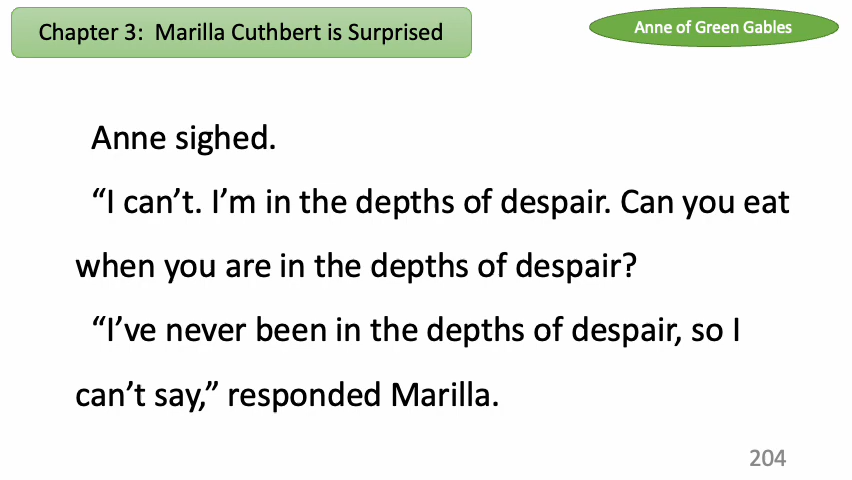 Chapter 3:  Marilla Cuthbert is Surprised
Anne of Green Gables
Anne sighed.
“I can’t. I’m in the depths of despair. Can you eat
when you are in the depths of despair?
“I’ve never been in the depths of despair, so I
can’t say,” responded Marilla.
204